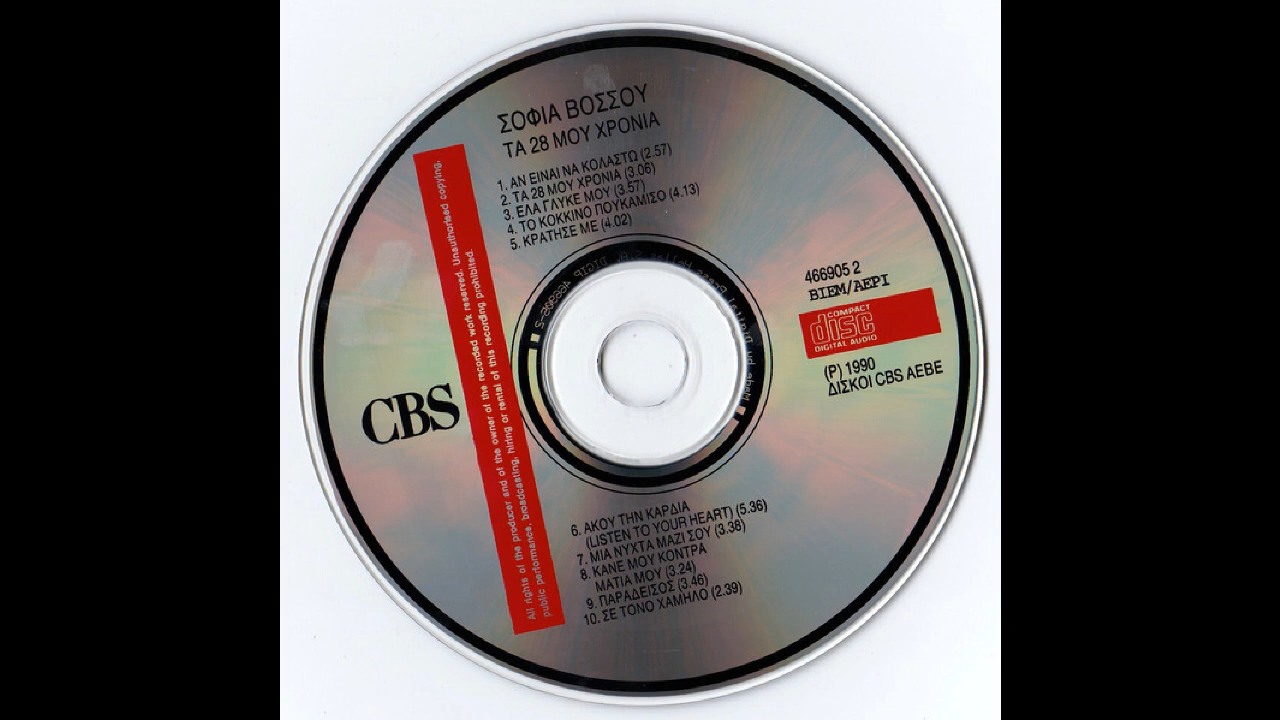 ΣΟΦΙΑ ΒΟΣΣΟΥ
ΤΑ 28 ΜΟΥ ΧΡΟΝΙΑ
1. ΑΝ ΕΙΝΑΙ ΝΑ ΚΟΛΑΣΤΩ (2.57)
2. ΤΑ 28 ΜΟΥ ΧΡΟΝΙΑ (3.06)
3. ΕΛΑ ΓΛΥΚΕ ΜΟΥ (3.57)
4. ΤΟ ΚΟΚΚΙΝΟ ΠΟΥΚΑΜΙΣΟ (4.13)
5. ΚΡΑΤΗΣΕ ΜΕ (4.02)
All rights of the producer and of the owner of the recorded work reserved. Unauthorised copying,
public performance, broadcasting, hiring or rental of this recording prohibited.
CBS
466905 2
BIEM/AEPI
COMPACT
disc
DIGITAL AUDIO
(P) 1990
ΔΙΣΚΟΙ CBS ΑΕΒΕ
6. ΑΚΟΥ ΤΗΝ ΚΑΡΔΙΑ
(LISTEN TO YOUR HEART) (5.36)
7. ΜΙΑ ΝΥΧΤΑ ΜΑΖΙ ΣΟΥ (3.38)
8. ΚΑΝΕ ΜΟΥ ΚΟΝΤΡΑ
ΜΑΤΙΑ ΜΟΥ (3.24)
9. ΠΑΡΑΔΕΙΣΟΣ (3.46)
10. ΣΕ ΤΟΝΟ ΧΑΜΗΛΟ (2.39)